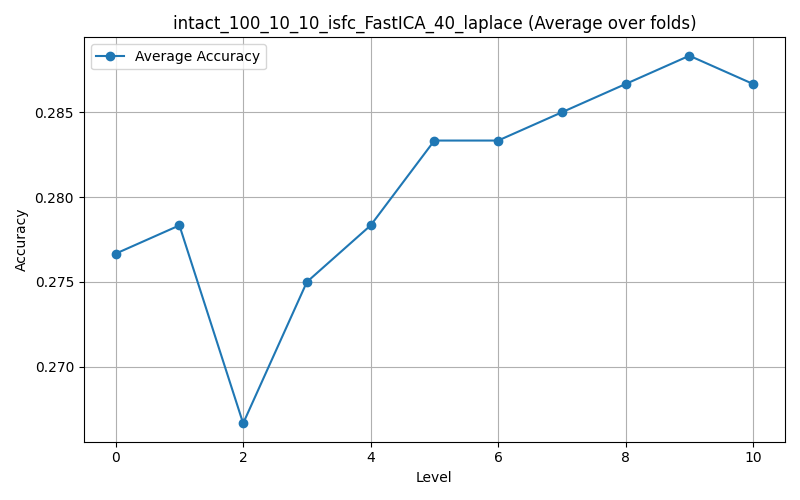 intact_100_10_10_isfc_FastICA_40_laplace (Average over folds)
Average Accuracy
Accuracy
0.285
0.280
0.275
0.270
0 2 4 6 8 10
Level